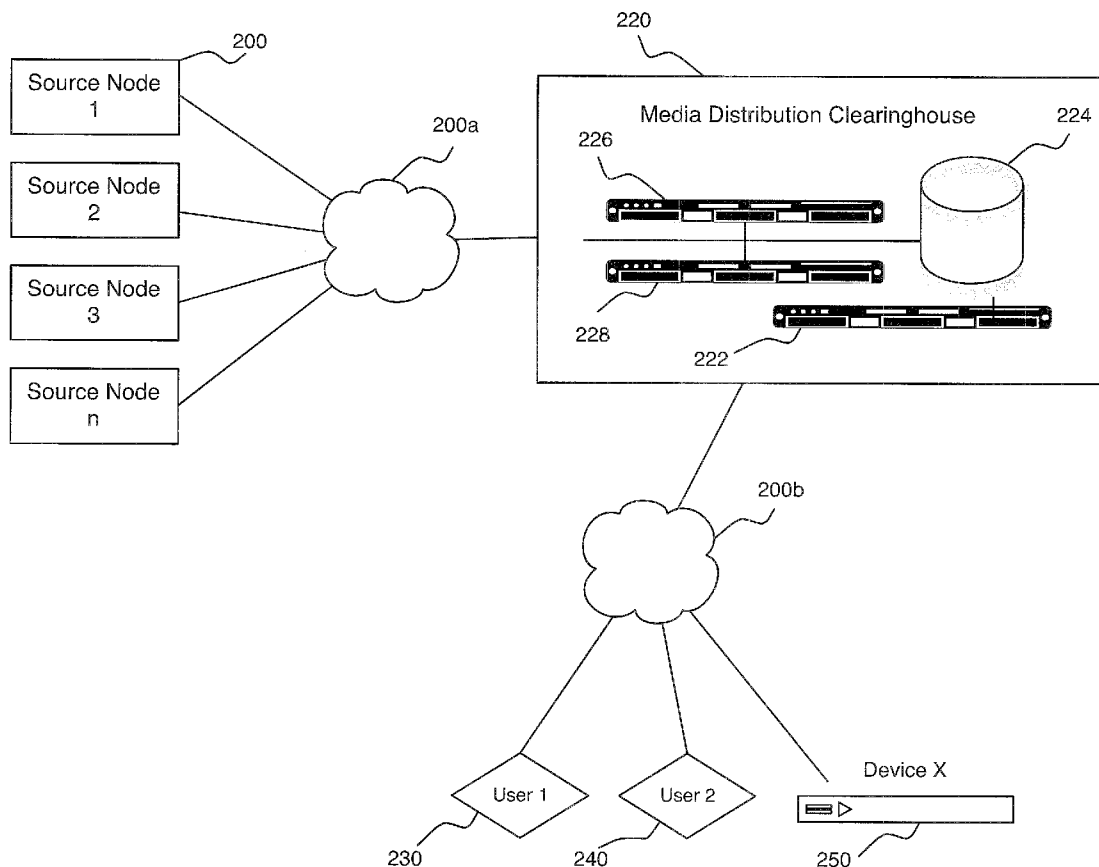 200
220
Source Node
1
Media Distribution Clearinghouse
224
200a
226
Source Node
2
Source Node
3
228
222
Source Node
n
200b
Device X
User 1
User 2
230
240
250